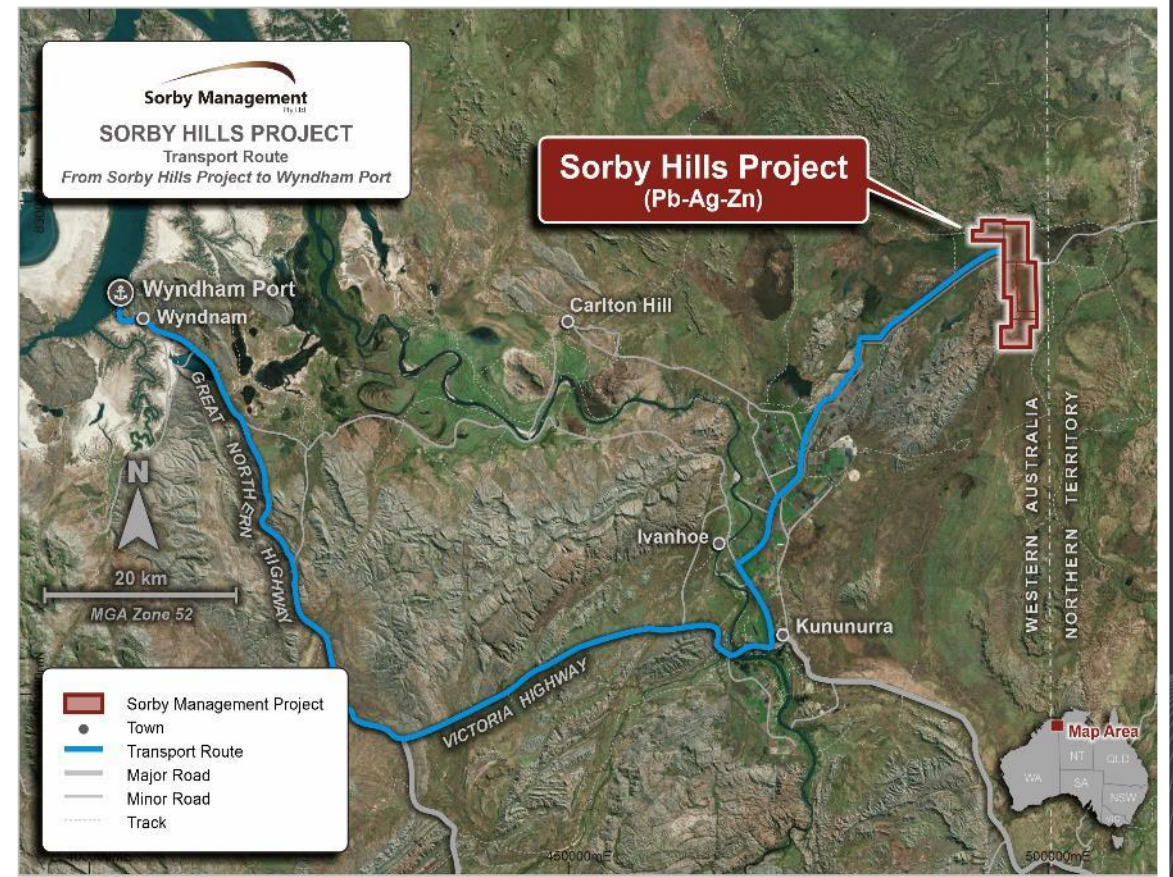 Sorby Management
Pty Ltd
SORBY HILLS PROJECT
Transport Route
From Sorby Hills Project to Wyndham Port
Sorby Hills Project
(Pb-Ag-Zn)
Wyndham Port
Wyndnam
Carlton Hill
GREAT NORTHERN HIGHWAY
N
20 km
MGA Zone 52
Ivanhoe
Kununurra
VICTORIA HIGHWAY
WESTERN AUSTRALIA
NORTHERN TERRITORY
Sorby Management Project
Town
Transport Route
Major Road
Minor Road
Track
Map Area
NT
QLD
WA
SA
NSW
VIC
450000mE
500000mE